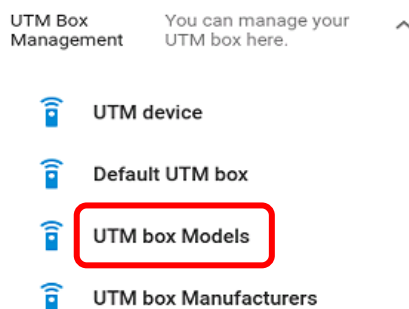 UTM Box Management
You can manage your UTM box here.
UTM device
Default UTM box
UTM box Models
UTM box Manufacturers